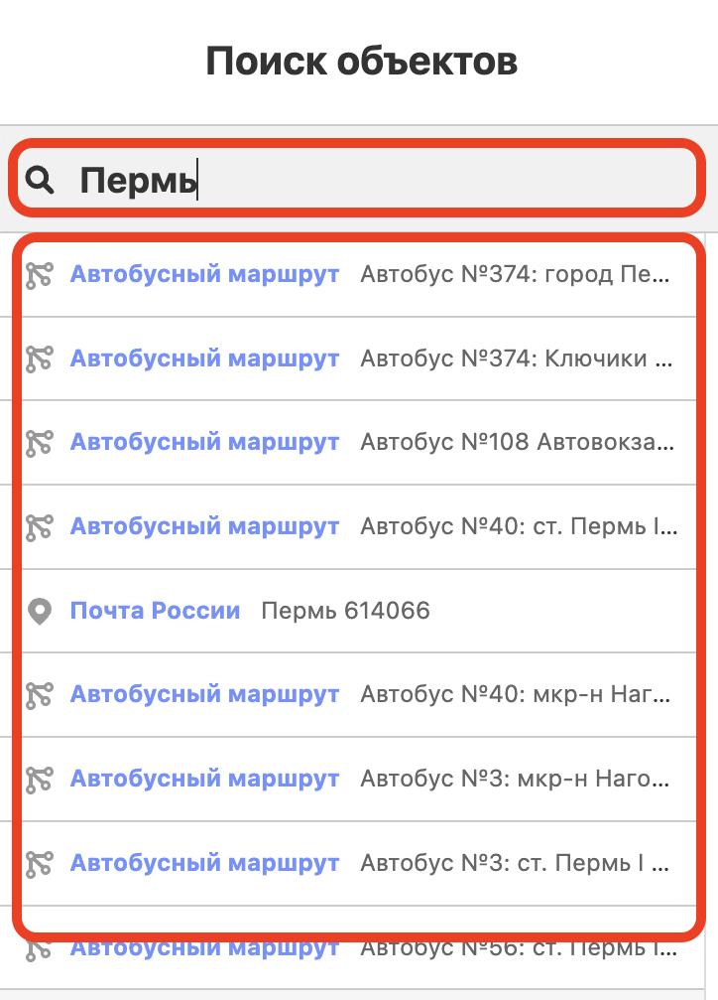 Поиск объектов
Пермь
Автобусный маршрут Автобус №374: город Пе...
Автобусный маршрут Автобус №374: Ключики ...
Автобусный маршрут Автобус №108 Автовокза...
Автобусный маршрут Автобус №40: ст. Пермь I...
Почта России Пермь 614066
Автобусный маршрут Автобус №40: мкр-н Наг...
Автобусный маршрут Автобус №3: мкр-н Наго...
Автобусный маршрут Автобус №3: ст. Пермь I ...
Автобусный маршрут Автобус №56: ст. Пермь I...